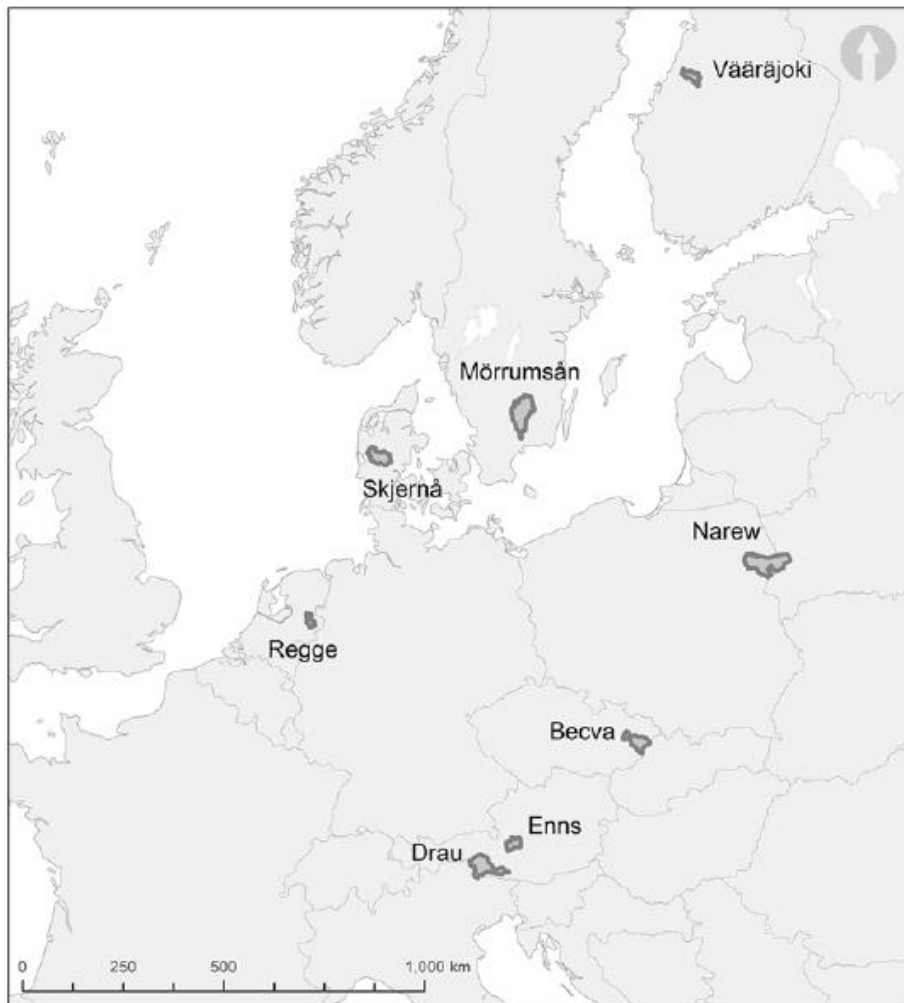 Vääräjoki
Mörrumsån
Skjernå
Narew
Regge
Becva
Enns
Drau
0 250 500 1,000 km